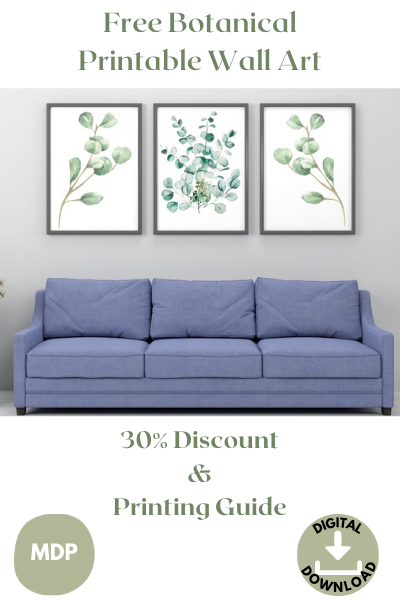 Free Botanical
Printable Wall Art
30% Discount
&
Printing Guide
MDP
DIGITAL
DOWNLOAD